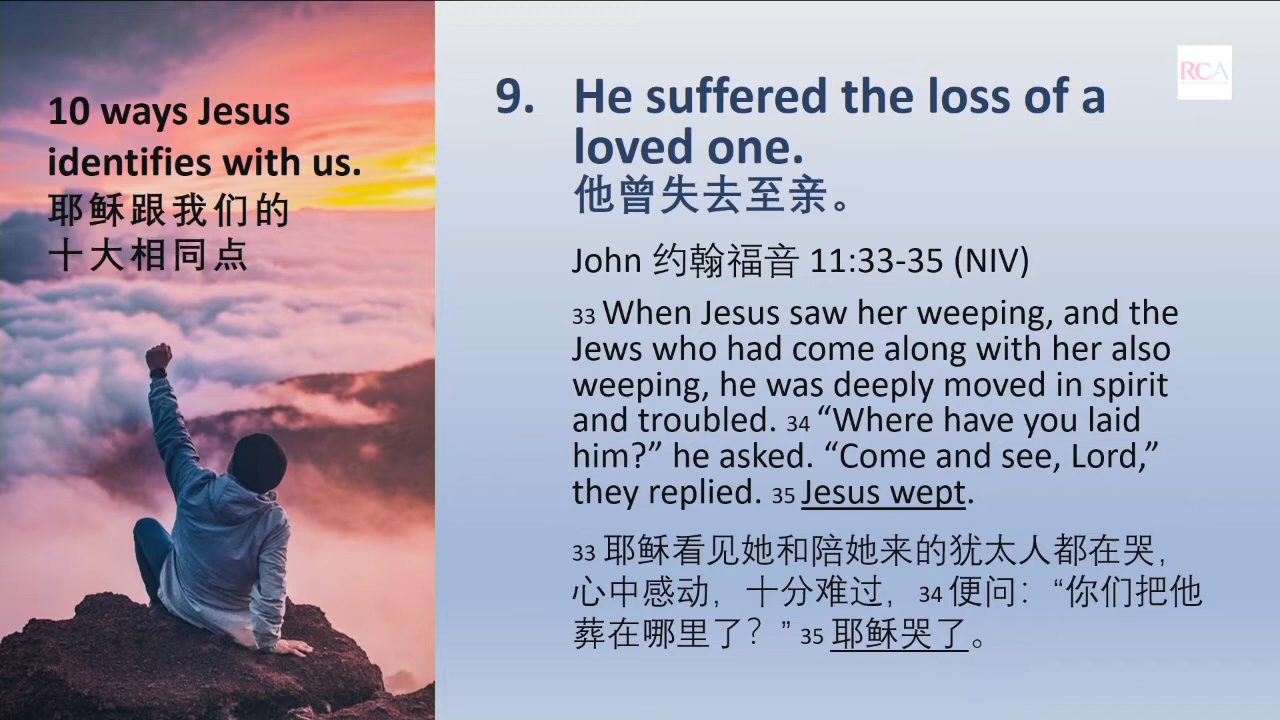 10 ways Jesus
identifies with us.
耶稣跟我们的
十大相同点
RCA
9. He suffered the loss of a
loved one.
他曾失去至亲。
John 约翰福音 11:33-35 (NIV)
33 When Jesus saw her weeping, and the
Jews who had come along with her also
weeping, he was deeply moved in spirit
and troubled. 34 “Where have you laid
him?” he asked. “Come and see, Lord,”
they replied. 35 Jesus wept.
33 耶稣看见她和陪她来的犹太人都在哭，
心中感动，十分难过，34 便问：“你们把他
葬在哪里了？” 35 耶稣哭了。